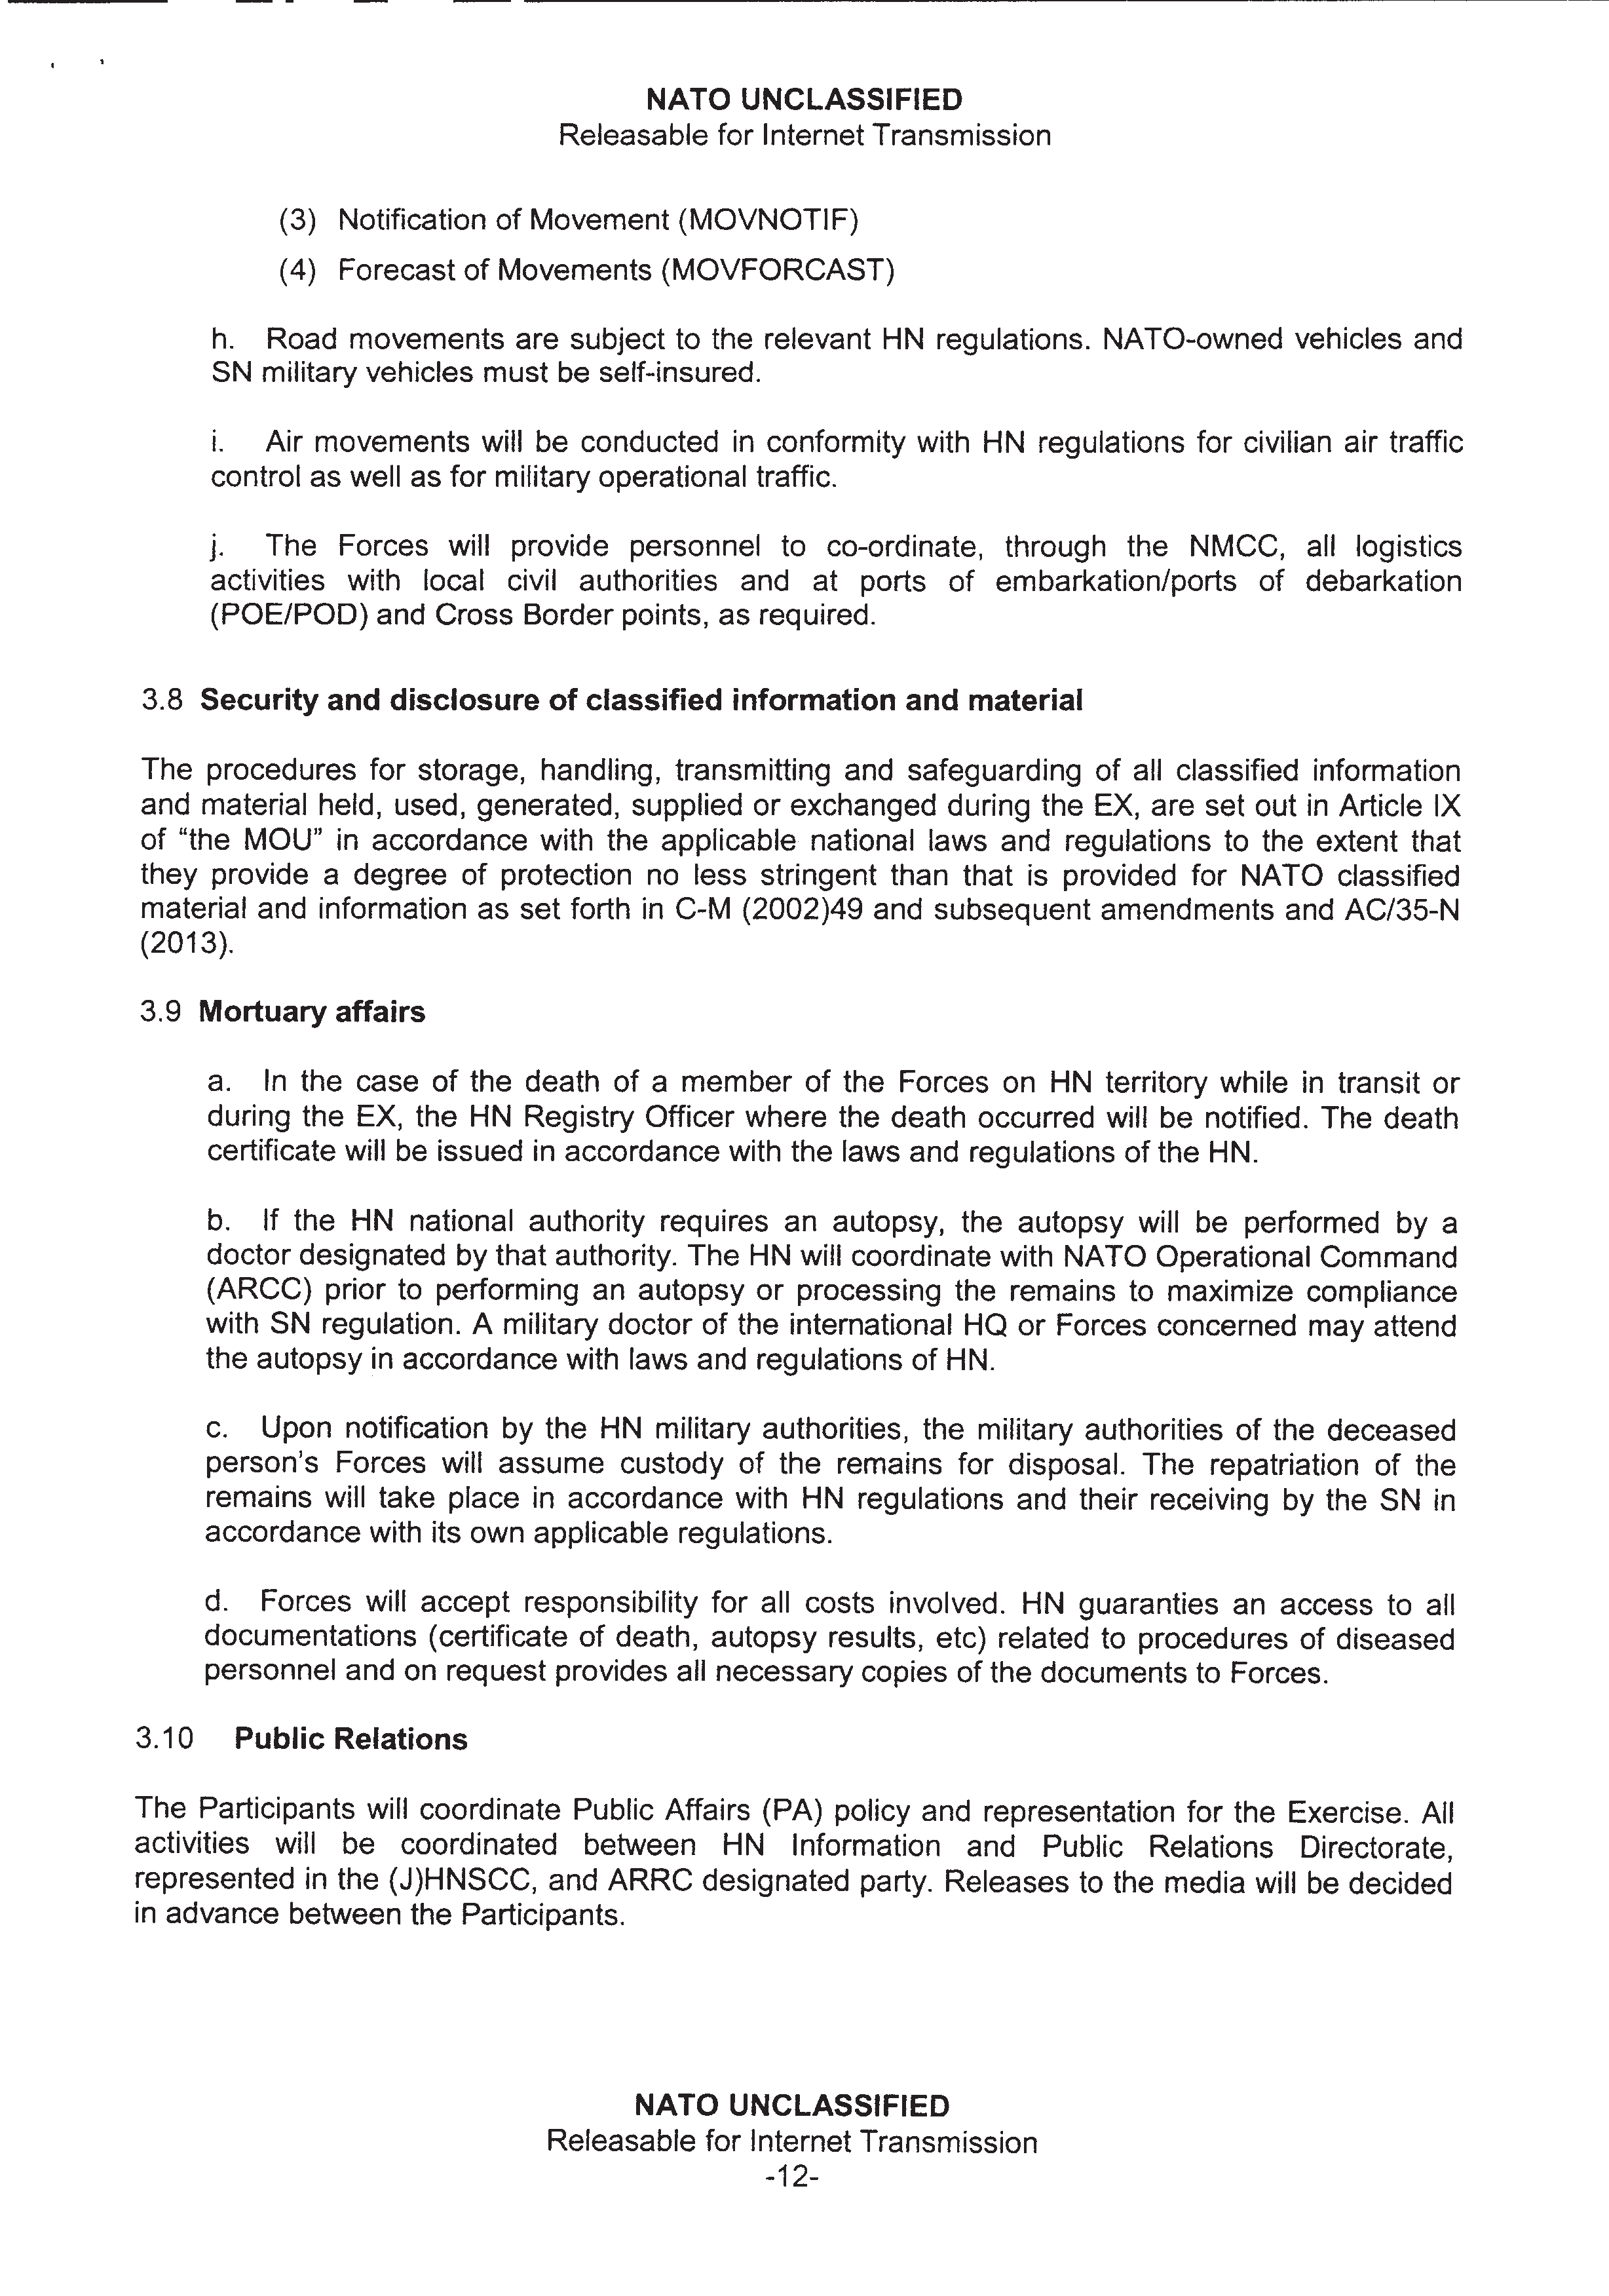 NATO UNCLASSIFIED
Releasable for Internet Transmission
(3) Notification of Movement (MOVNOTIF)
(4) Forecast of Movements (MOVFORCAST)
h. Road movements are subject to the relevant HN regulations. NATO-owned vehicles and
SN military vehicles must be self-insured.
i. Air movements will be conducted in conformity with HN regulations for civilian air traffic
control as well as for military operational traffic.
j. The Forces will provide personnel to co-ordinate, through the NMCC, all logistics
activities with local civil authorities and at ports of embarkation/ports of debarkation
(POE/POD) and Cross Border points, as required.
3.8 Security and disclosure of classified information and material
The procedures for storage, handling, transmitting and safeguarding of all classified information
and material held, used, generated, supplied or exchanged during the EX, are set out in Article IX
of “the MOU” in accordance with the applicable national laws and regulations to the extent that
they provide a degree of protection no less stringent than that is provided for NATO classified
material and information as set forth in C-M (2002)49 and subsequent amendments and AC/35-N
(2013).
3.9 Mortuary affairs
a. In the case of the death of a member of the Forces on HN territory while in transit or
during the EX, the HN Registry Officer where the death occurred will be notified. The death
certificate will be issued in accordance with the laws and regulations of the HN.
b. If the HN national authority requires an autopsy, the autopsy will be performed by a
doctor designated by that authority. The HN will coordinate with NATO Operational Command
(ARCC) prior to performing an autopsy or processing the remains to maximize compliance
with SN regulation. A military doctor of the international HQ or Forces concerned may attend
the autopsy in accordance with laws and regulations of HN.
c. Upon notification by the HN military authorities, the military authorities of the deceased
person's Forces will assume custody of the remains for disposal. The repatriation of the
remains will take place in accordance with HN regulations and their receiving by the SN in
accordance with its own applicable regulations.
d. Forces will accept responsibility for all costs involved. HN guaranties an access to all
documentations (certificate of death, autopsy results, etc) related to procedures of diseased
personnel and on request provides all necessary copies of the documents to Forces.
3.10 Public Relations
The Participants will coordinate Public Affairs (PA) policy and representation for the Exercise. All
activities will be coordinated between HN Information and Public Relations Directorate,
represented in the (J)HNSCC, and ARRC designated party. Releases to the media will be decided
in advance between the Participants.
NATO UNCLASSIFIED
Releasable for Internet Transmission
-12-